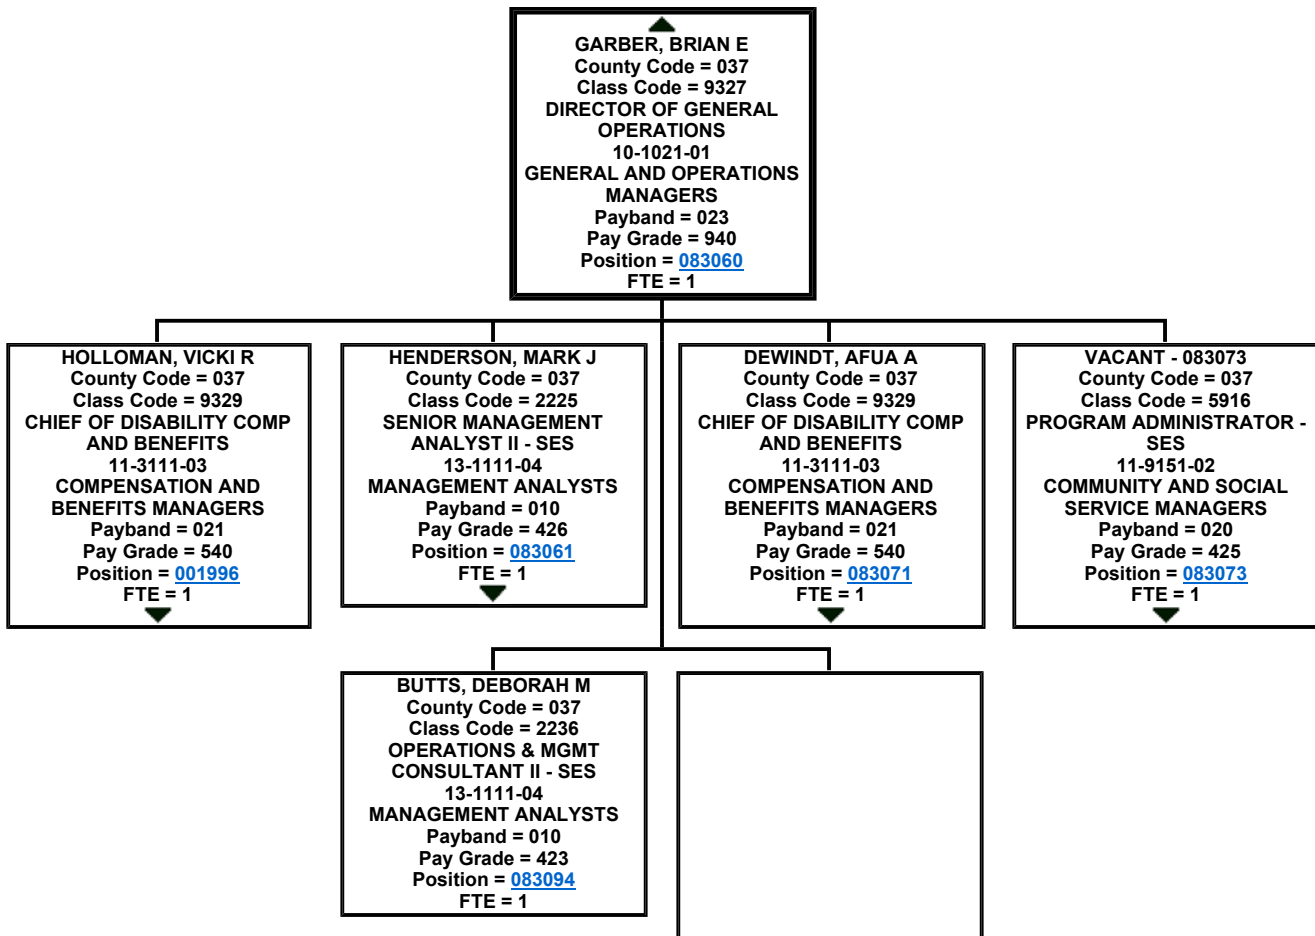 GARBER, BRIAN E
County Code = 037
Class Code = 9327
DIRECTOR OF GENERAL
OPERATIONS
10-1021-01
GENERAL AND OPERATIONS
MANAGERS
Payband = 023
Pay Grade = 940
Position = 083060
FTE = 1
HOLLOMAN, VICKI R
County Code = 037
Class Code = 9329
CHIEF OF DISABILITY COMP
AND BENEFITS
11-3111-03
COMPENSATION AND
BENEFITS MANAGERS
Payband = 021
Pay Grade = 540
Position = 001996
FTE = 1
HENDERSON, MARK J
County Code = 037
Class Code = 2225
SENIOR MANAGEMENT
ANALYST II - SES
13-1111-04
MANAGEMENT ANALYSTS
Payband = 010
Pay Grade = 426
Position = 083061
FTE = 1
DEWINDT, AFUA A
County Code = 037
Class Code = 9329
CHIEF OF DISABILITY COMP
AND BENEFITS
11-3111-03
COMPENSATION AND
BENEFITS MANAGERS
Payband = 021
Pay Grade = 540
Position = 083071
FTE = 1
VACANT - 083073
County Code = 037
Class Code = 5916
PROGRAM ADMINISTRATOR -
SES
11-9151-02
COMMUNITY AND SOCIAL
SERVICE MANAGERS
Payband = 020
Pay Grade = 425
Position = 083073
FTE = 1
BUTTS, DEBORAH M
County Code = 037
Class Code = 2236
OPERATIONS & MGMT
CONSULTANT II - SES
13-1111-04
MANAGEMENT ANALYSTS
Payband = 010
Pay Grade = 423
Position = 083094
FTE = 1